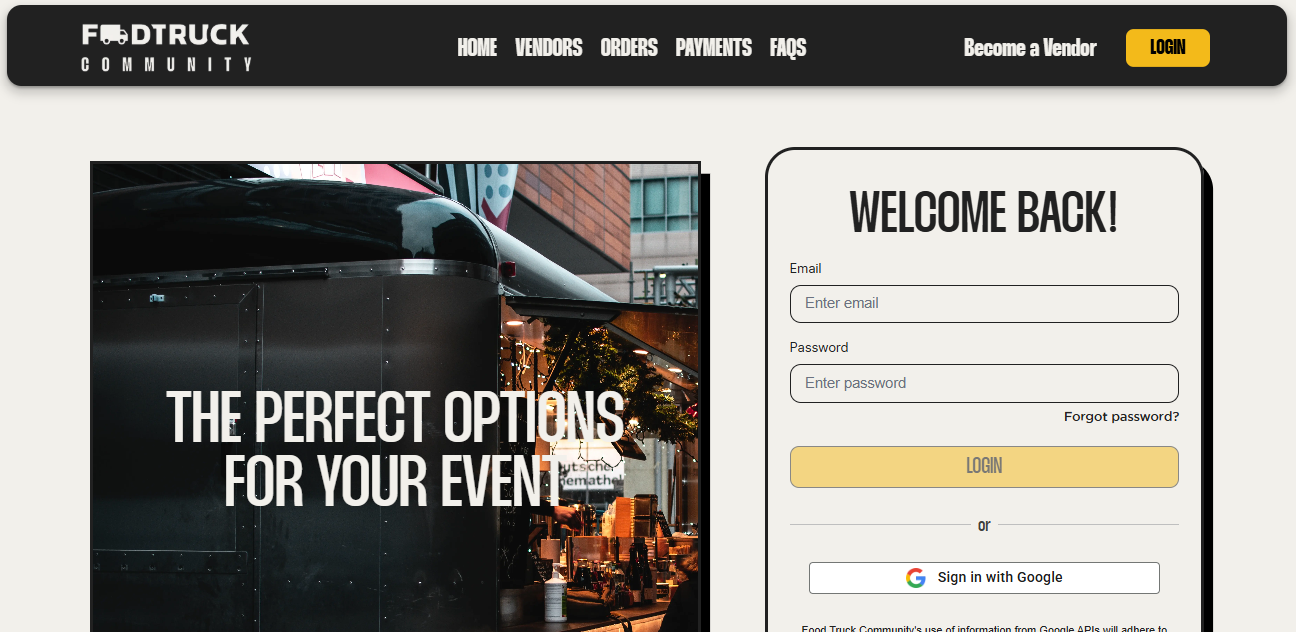 FOODTRUCK
COMMUNITY
HOME VENDORS ORDERS PAYMENTS FAQS
Become a Vendor
LOGIN
THE PERFECT OPTIONS
FOR YOUR EVENT
WELCOME BACK!
Email
Enter email
Password
Enter password
Forgot password?
LOGIN
or
Sign in with Google
Food Truck Community's use of information from Google APIs will adhere to